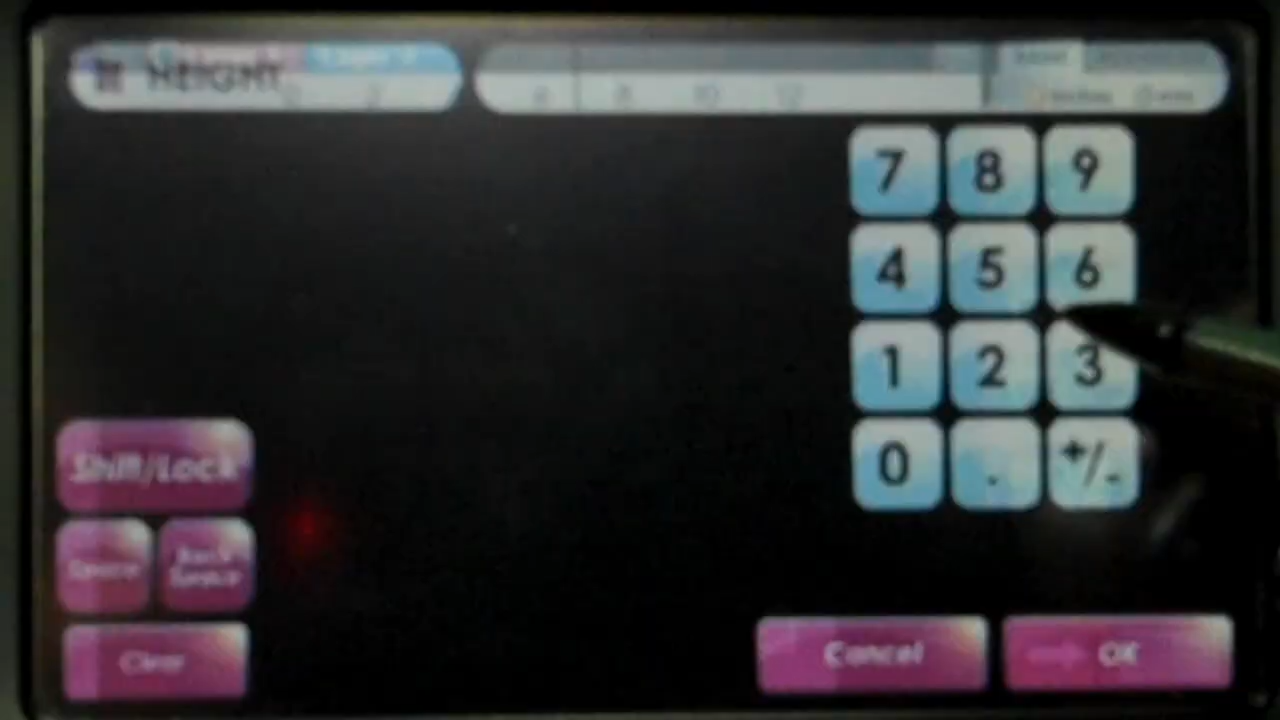 HEIGHT
7 8 9
4 5 6
1 2 3
0 . +/-
Shift/Lock
Space Back Space
Clear
Cancel OK